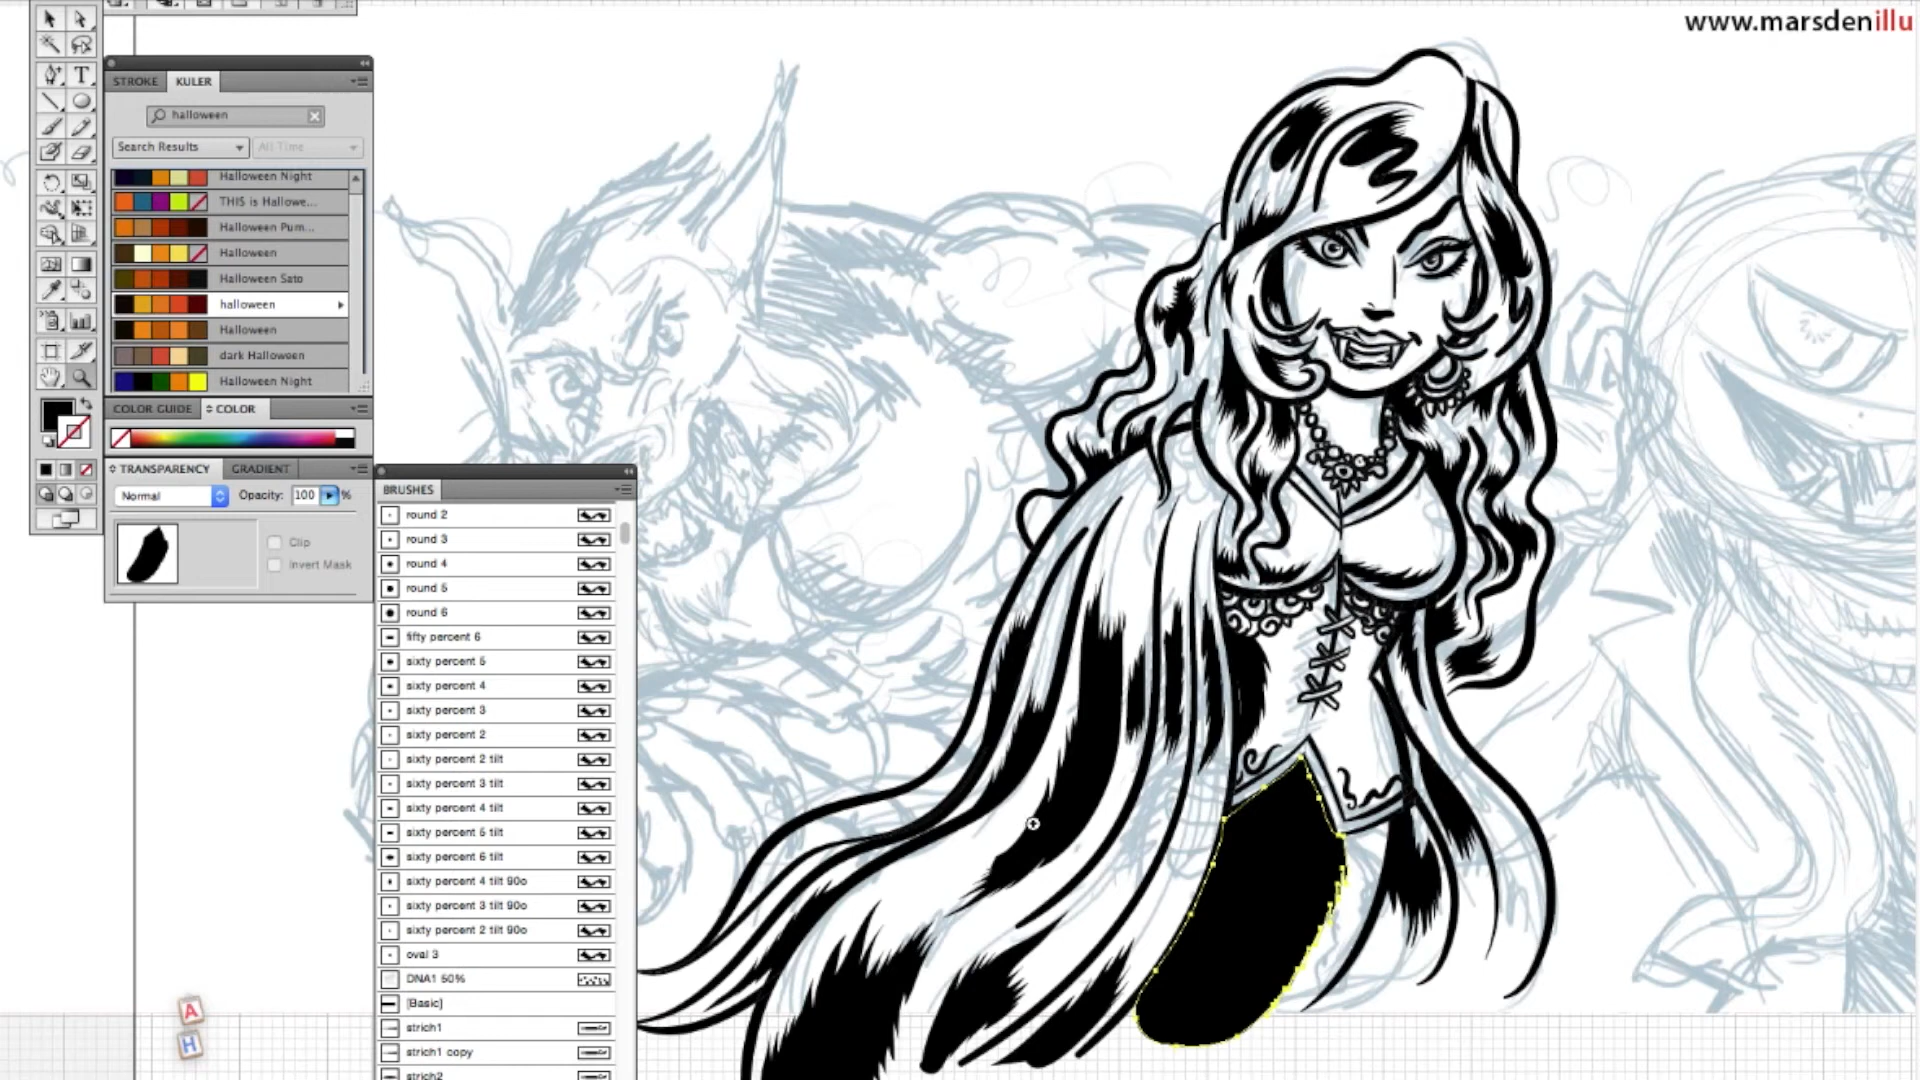 www.marsdenillu
T
STROKE KULER
halloween
Search Results All Time
Halloween Night
THIS is Hallowe...
Halloween Pum...
Halloween
Halloween Sato
halloween
Halloween
dark Halloween
Halloween Night
COLOR GUIDE COLOR
TRANSPARENCY GRADIENT
Normal Opacity: 100 %
Clip
Invert Mask
BRUSHES
round 2
round 3
round 4
round 5
round 6
fifty percent 6
sixty percent 5
sixty percent 4
sixty percent 3
sixty percent 2
sixty percent 2 tilt
sixty percent 3 tilt
sixty percent 4 tilt
sixty percent 5 tilt
sixty percent 6 tilt
sixty percent 4 tilt 90o
sixty percent 3 tilt 90o
sixty percent 2 tilt 90o
oval 3
DNA1 50%
[Basic]
strich1
strich1 copy
strich2
A
H